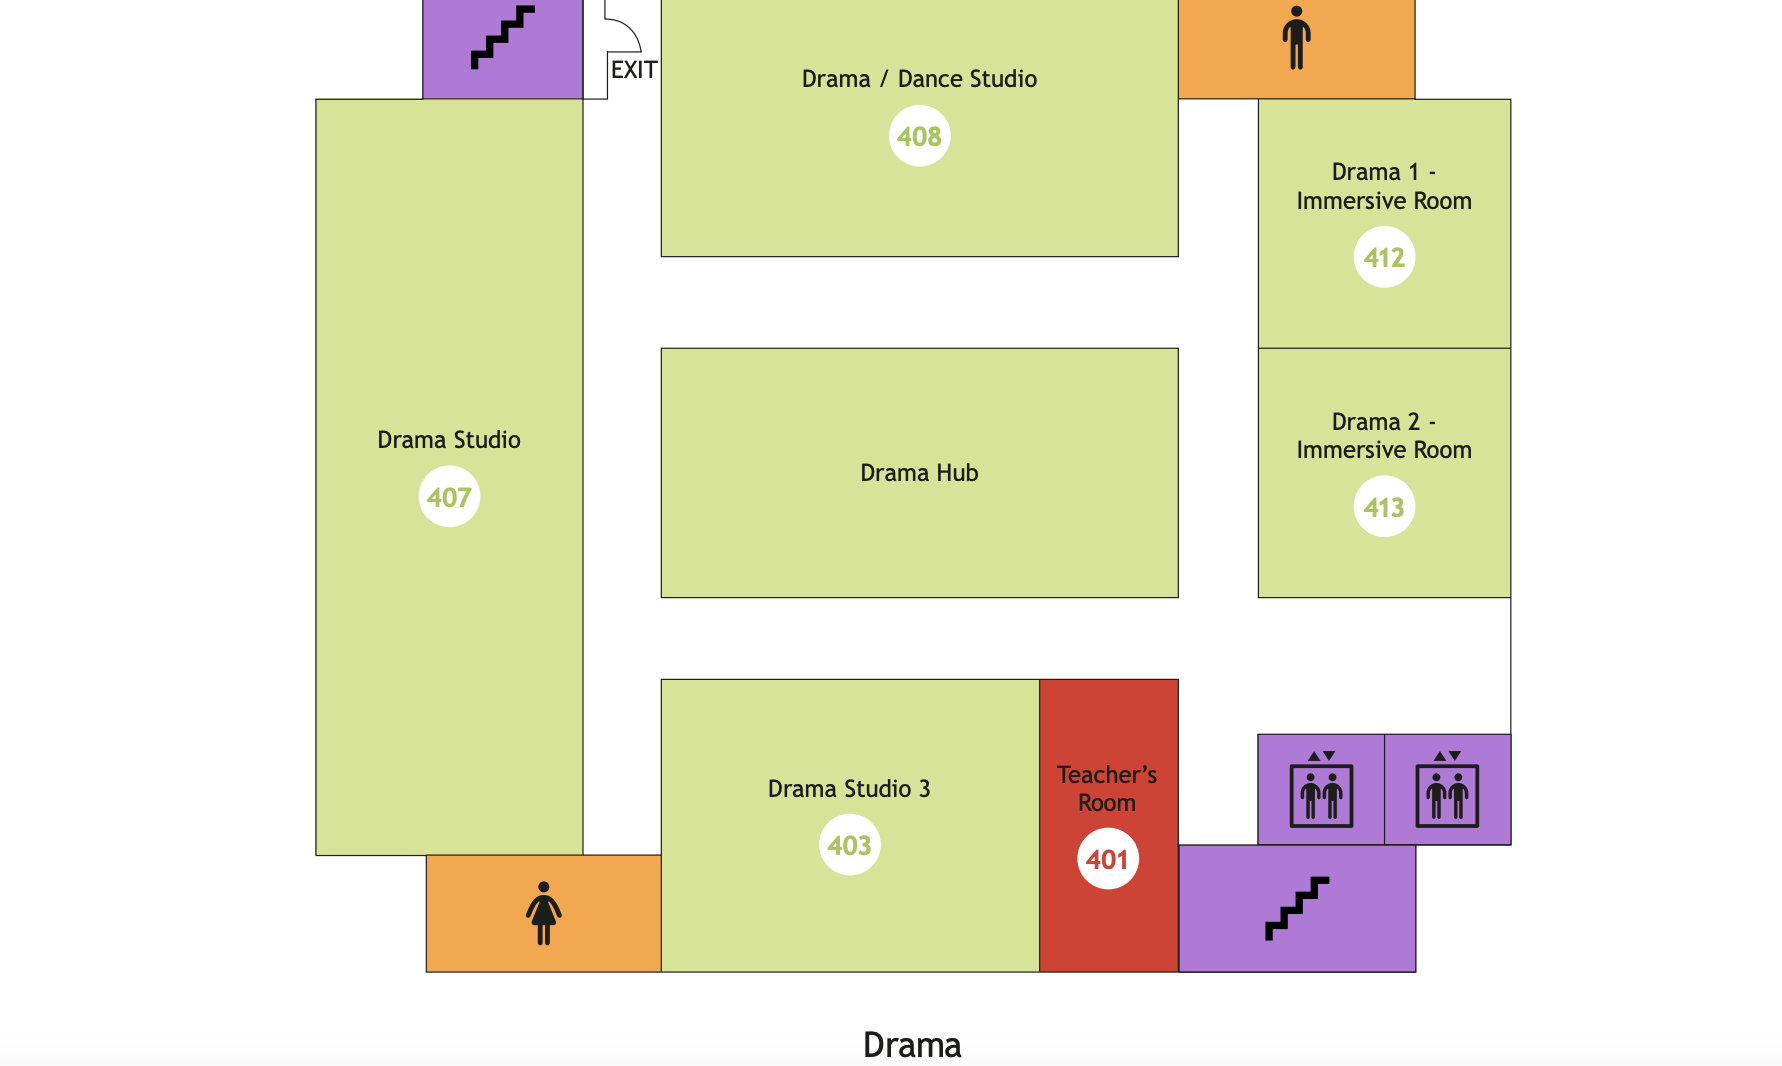 EXIT
Drama / Dance Studio
408
Drama 1 -
Immersive Room
412
Drama Studio
407
Drama Hub
Drama 2 -
Immersive Room
413
Drama Studio 3
403
Teacher’s
Room
401
Drama